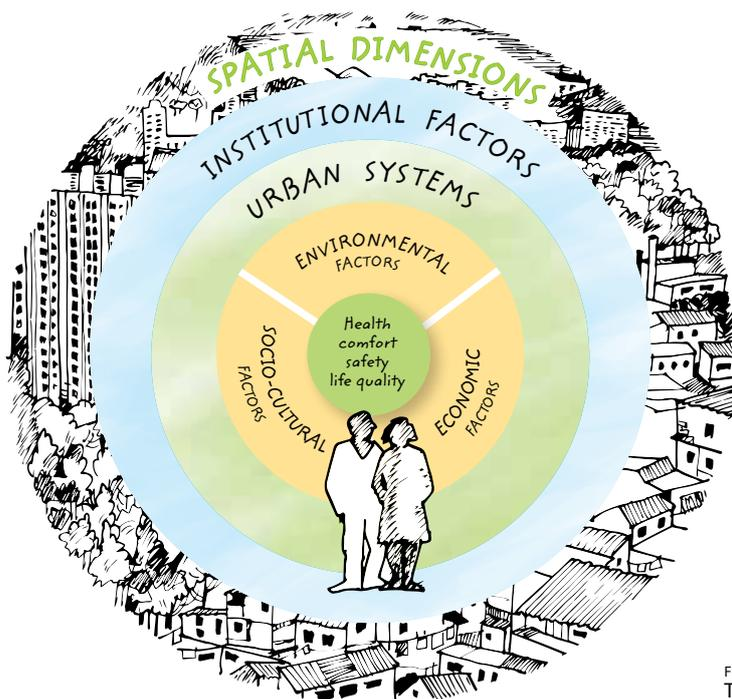 SPATIAL DIMENSIONS
INSTITUTIONAL FACTORS
URBAN SYSTEMS
ENVIRONMENTAL
FACTORS
SOCIO-CULTURAL
FACTORS
Health
comfort
safety
life quality
ECONOMIC
FACTORS